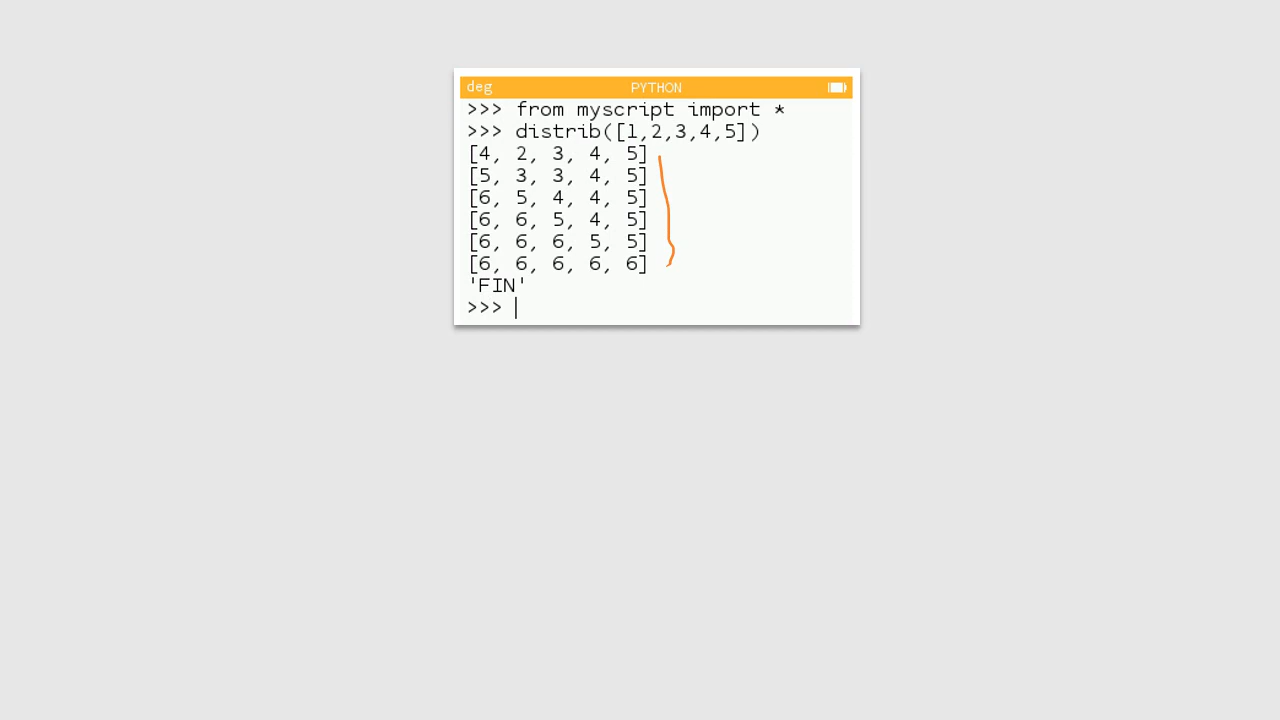 deg PYTHON
>>> from myscript import *
>>> distrib([1,2,3,4,5])
[4, 2, 3, 4, 5]
[5, 3, 3, 4, 5]
[6, 5, 4, 4, 5]
[6, 6, 5, 4, 5]
[6, 6, 6, 5, 5]
[6, 6, 6, 6, 6]
'FIN'
>>>